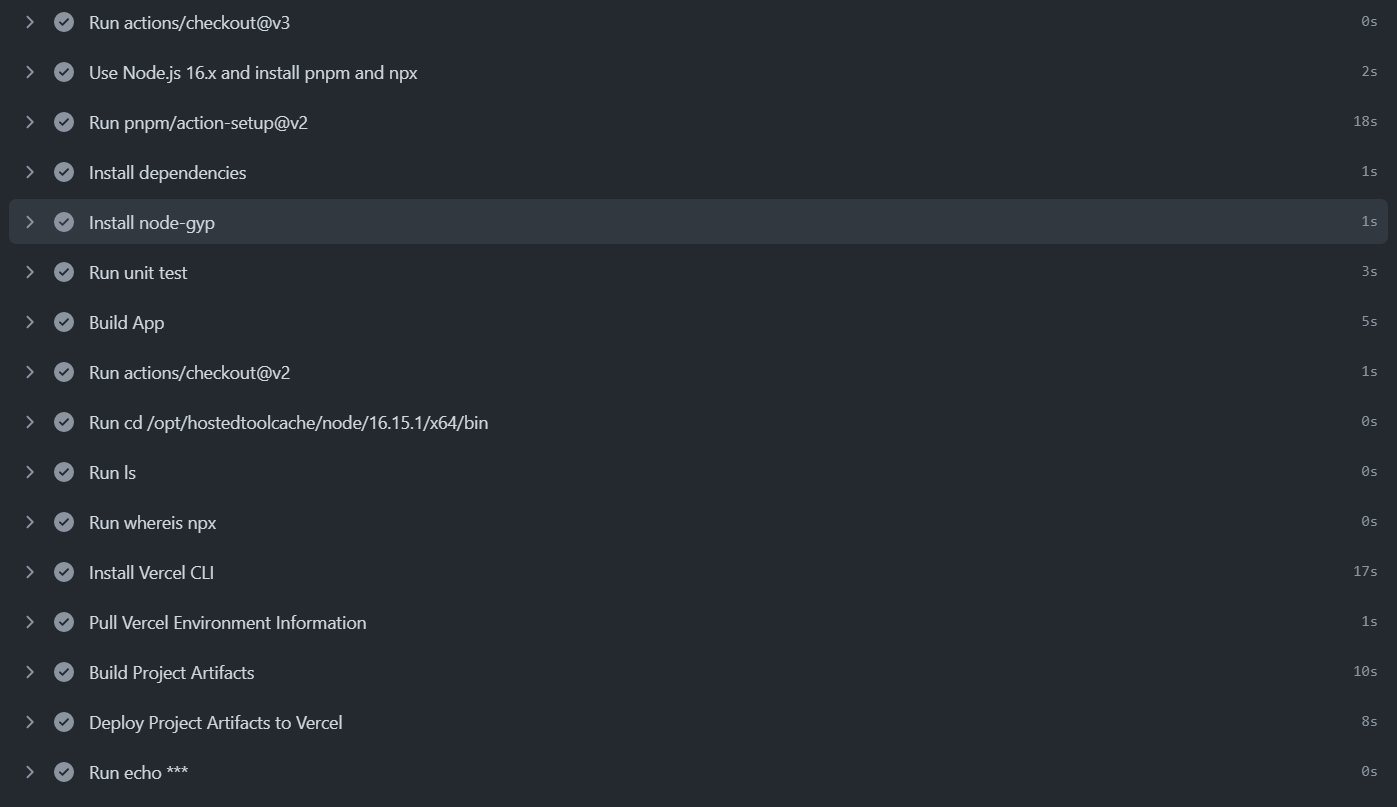 Run actions/checkout@v3 0s
Use Node.js 16.x and install pnpm and npx 2s
Run pnpm/action-setup@v2 18s
Install dependencies 1s
Install node-gyp 1s
Run unit test 3s
Build App 5s
Run actions/checkout@v2 1s
Run cd /opt/hostedtoolcache/node/16.15.1/x64/bin 0s
Run ls 0s
Run whereis npx 0s
Install Vercel CLI 17s
Pull Vercel Environment Information 1s
Build Project Artifacts 10s
Deploy Project Artifacts to Vercel 8s
Run echo *** 0s